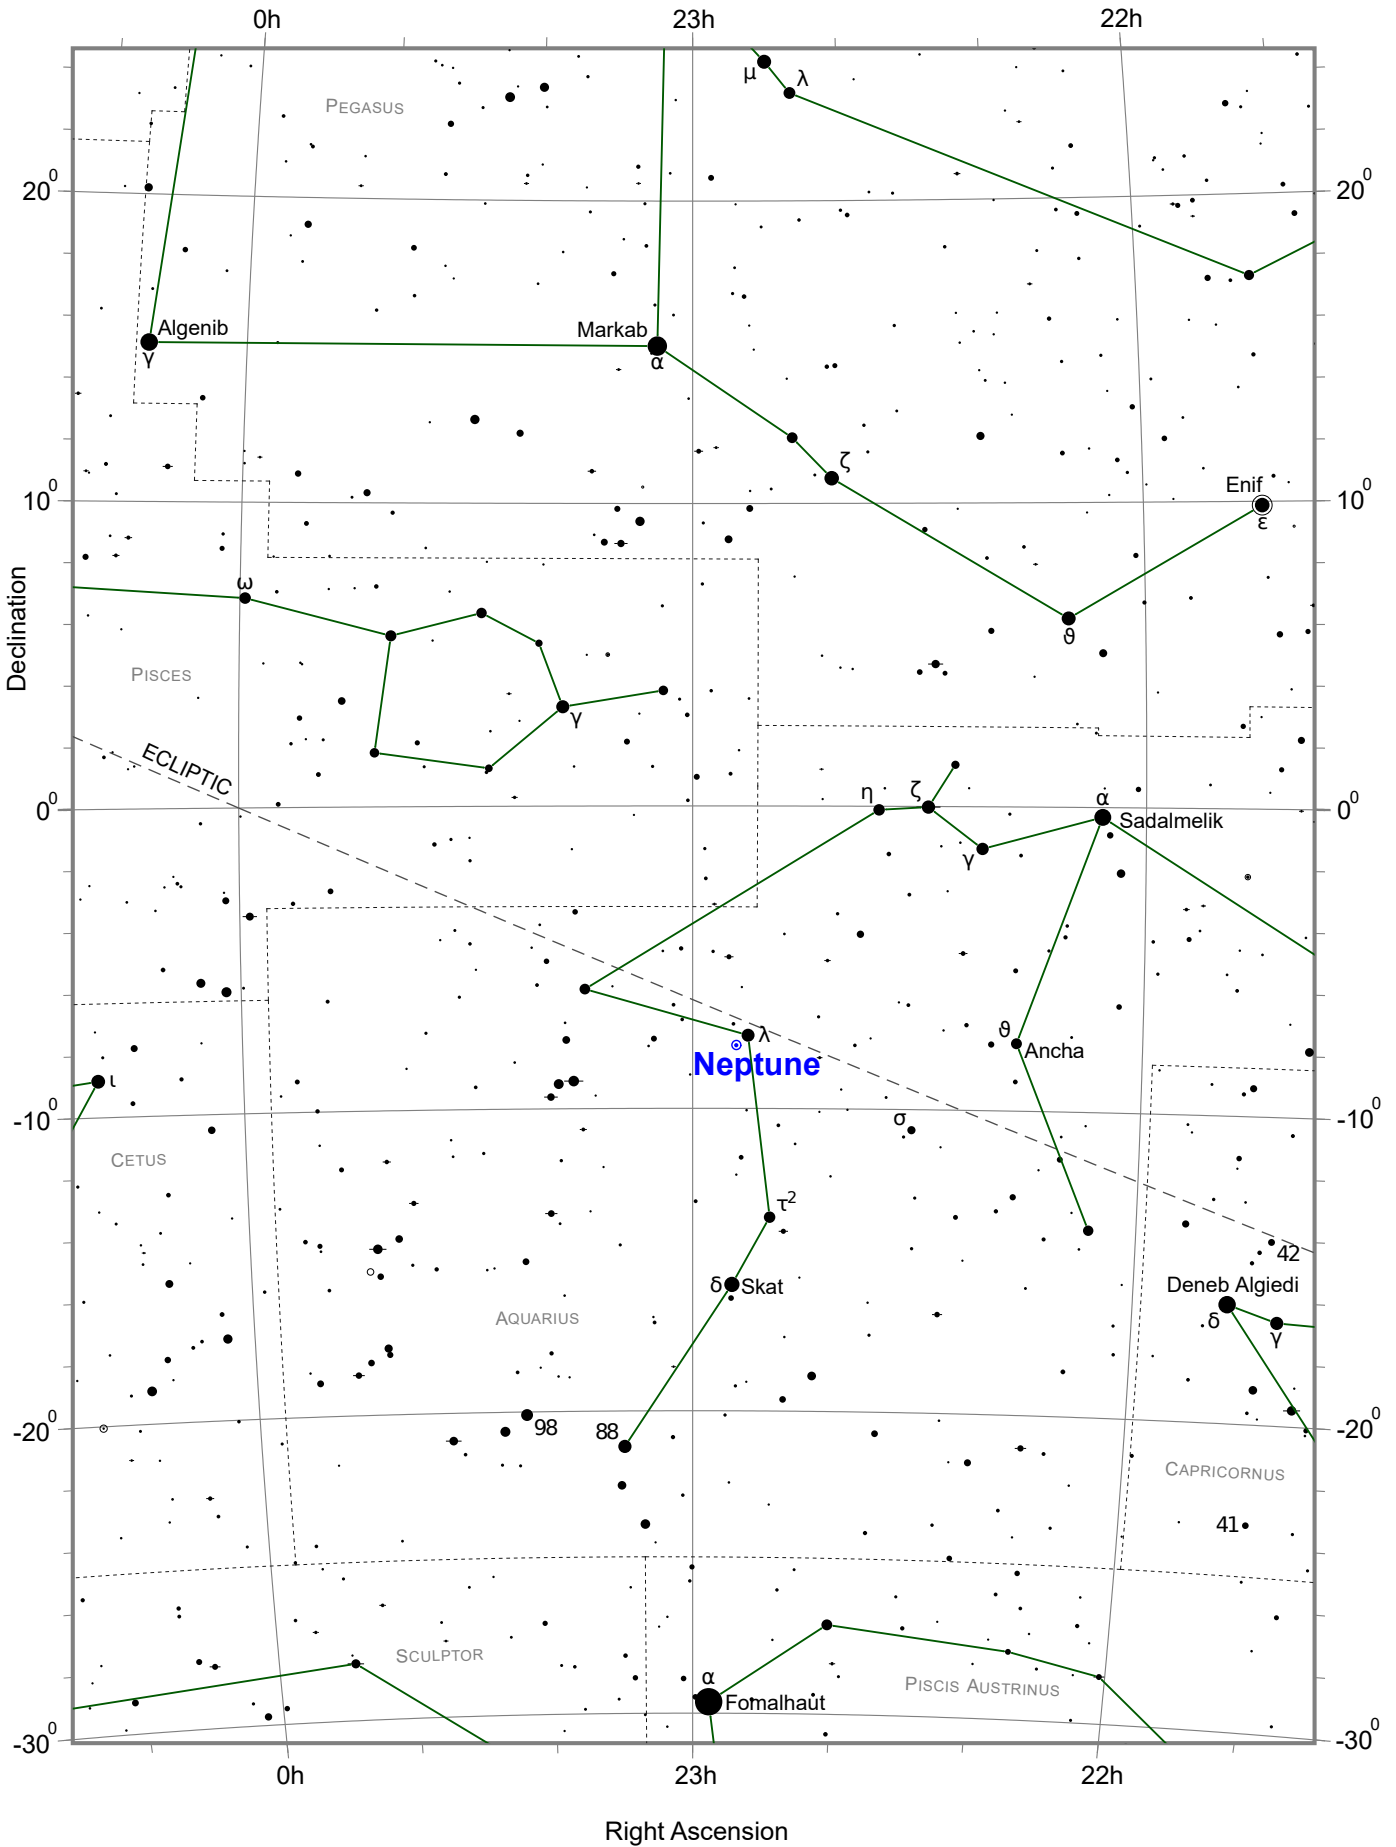 0h 23h 22h
μ λ
PEGASUS
20⁰ 20⁰
Algenib Markab
γ α
ζ
Enif
10⁰ 10⁰
ε
ω
ϑ
Declination
PISCES
γ
ECLIPTIC
η ζ α
0⁰ 0⁰
Sadalmelik
γ
ϑ
λ
Ancha
Neptune
ι
-10⁰ -10⁰
σ
CETUS
τ²
42
δ Skat
Deneb Algiedi
AQUARIUS
δ γ
98 88
-20⁰ -20⁰
CAPRICORNUS
41
SCULPTOR
α
PISCIS AUSTRINUS
Fomalhaut
-30⁰ -30⁰
0h 23h 22h
Right Ascension